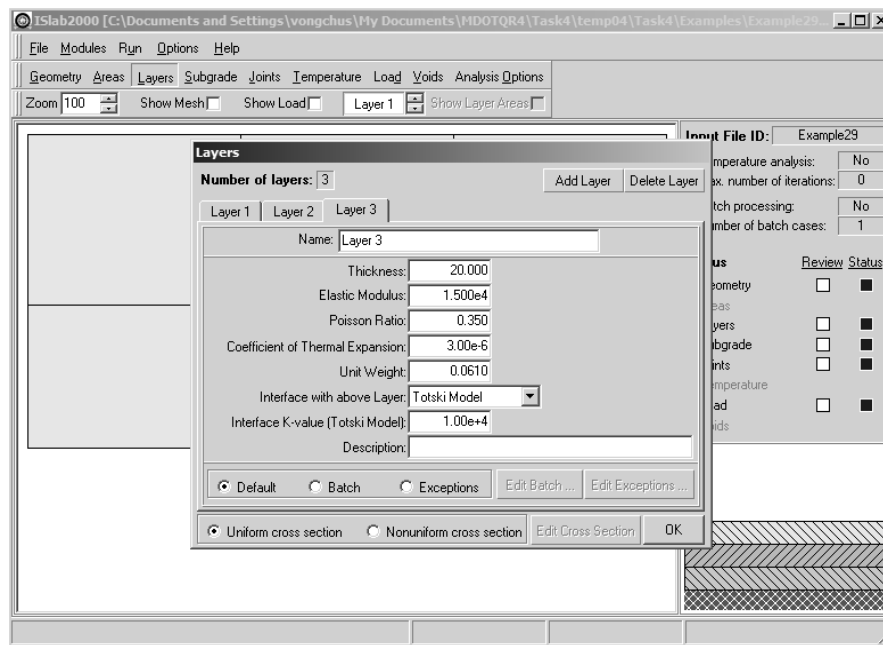 ISlab2000 [C:\Documents and Settings\vongchus\My Documents\MDOTQR4\Task4\temp04\Task4\Examples\Example29...
File Modules Run Options Help
Geometry Areas Layers Subgrade Joints Temperature Load Voids Analysis Options
Zoom 100 Show Mesh Show Load Layer 1 Show Layer Areas
Input File ID: Example29
Layers
Number of layers: 3 Add Layer Delete Layer
Layer 1 Layer 2 Layer 3
Name: Layer 3
Thickness: 20.000
Elastic Modulus: 1.500e4
Poisson Ratio: 0.350
Coefficient of Thermal Expansion: 3.00e-6
Unit Weight: 0.0610
Interface with above Layer: Totski Model
Interface K-value (Totski Model): 1.00e+4
Description:
Default Batch Exceptions Edit Batch ... Edit Exceptions ...
Uniform cross section Nonuniform cross section Edit Cross Section OK
mperature analysis: No
ax. number of iterations: 0
tch processing: No
mber of batch cases: 1
us Review Status
eometry
eas
yers
bgrade
ints
mperature
ad
ids